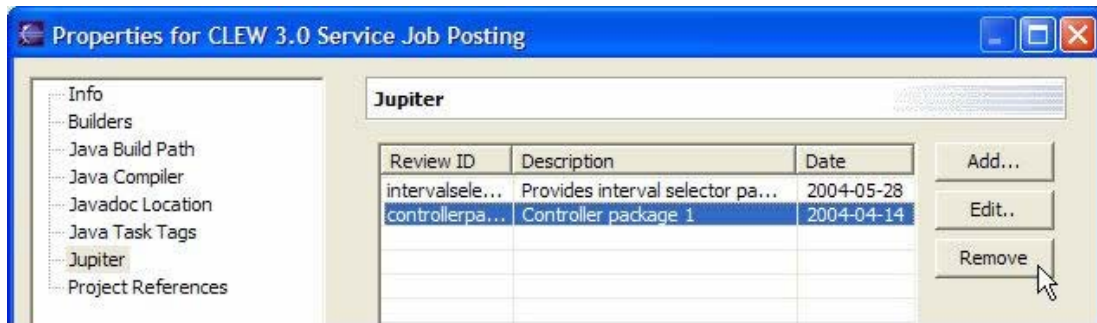 Properties for CLEW 3.0 Service Job Posting
Info
Builders
Java Build Path
Java Compiler
Javadoc Location
Java Task Tags
Jupiter
Project References
Jupiter
Review ID Description Date
intervalsele... Provides interval selector pa... 2004-05-28
controllerpa... Controller package 1 2004-04-14
Add...
Edit..
Remove